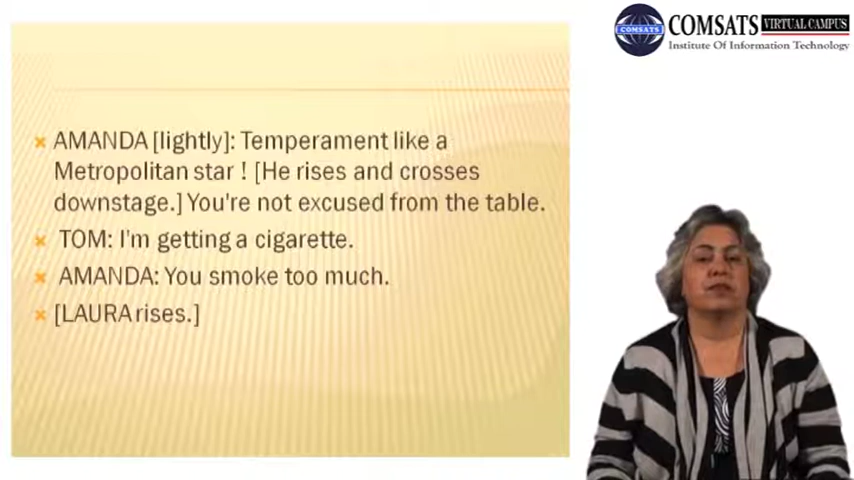 COMSATS VIRTUAL CAMPUS
COMSATS
Institute Of Information Technology
AMANDA [lightly]: Temperament like a
Metropolitan star ! [He rises and crosses
downstage.] You're not excused from the table.
TOM: I'm getting a cigarette.
AMANDA: You smoke too much.
[LAURA rises.]